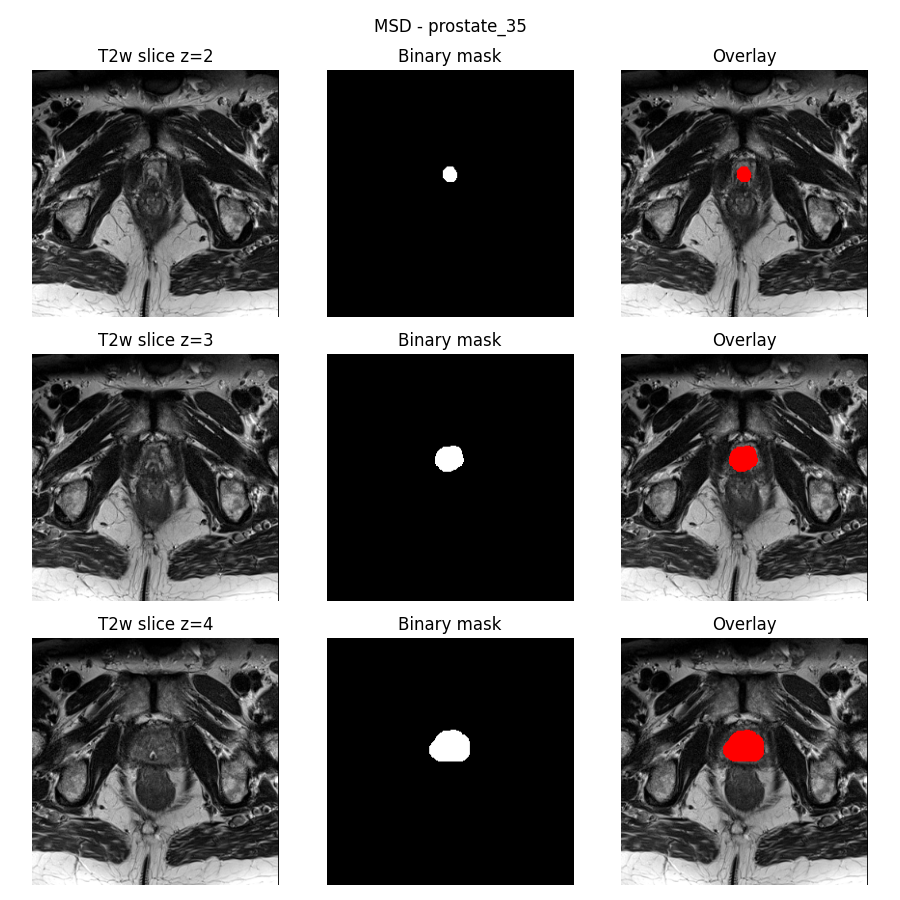 MSD - prostate_35
T2w slice z=2
Binary mask
Overlay
T2w slice z=3
Binary mask
Overlay
T2w slice z=4
Binary mask
Overlay